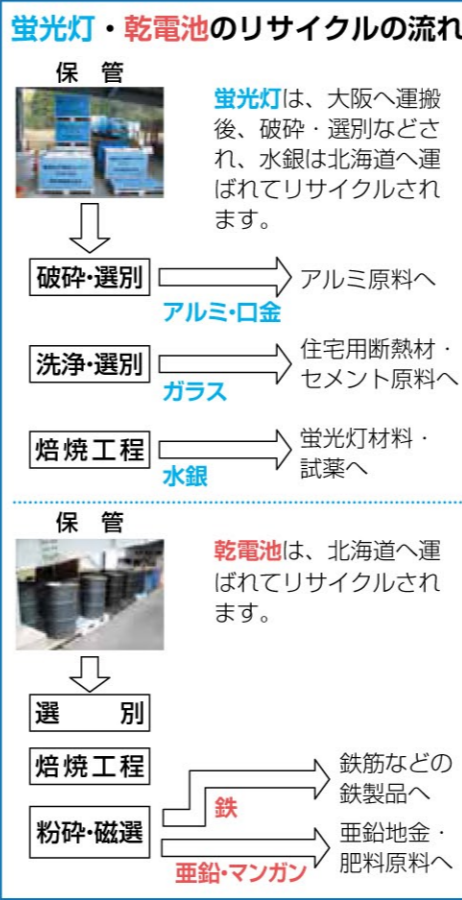 蛍光灯・乾電池のリサイクルの流れ
保 管
蛍光灯は、大阪へ運搬
後、破砕・選別などさ
れ、水銀は北海道へ運
ばれてリサイクルされ
ます。
破砕・選別
アルミ・口金
アルミ原料へ
洗浄・選別
ガラス
住宅用断熱材・
セメント原料へ
焙焼工程
水銀
蛍光灯材料・
試薬へ
保 管
乾電池は、北海道へ運
ばれてリサイクルされ
ます。
選 別
焙焼工程
粉砕・磁選
鉄
鉄筋などの
鉄製品へ
亜鉛・マンガン
亜鉛地金・
肥料原料へ